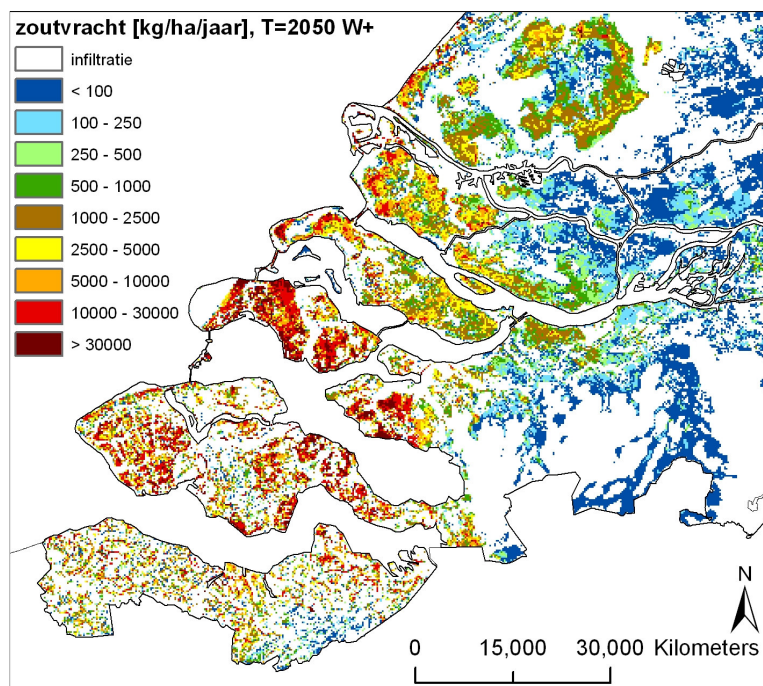 zoutvracht [kg/ha/jaar], T=2050 W+
infiltratie
< 100
100 - 250
250 - 500
500 - 1000
1000 - 2500
2500 - 5000
5000 - 10000
10000 - 30000
> 30000
N
0 15,000 30,000 Kilometers